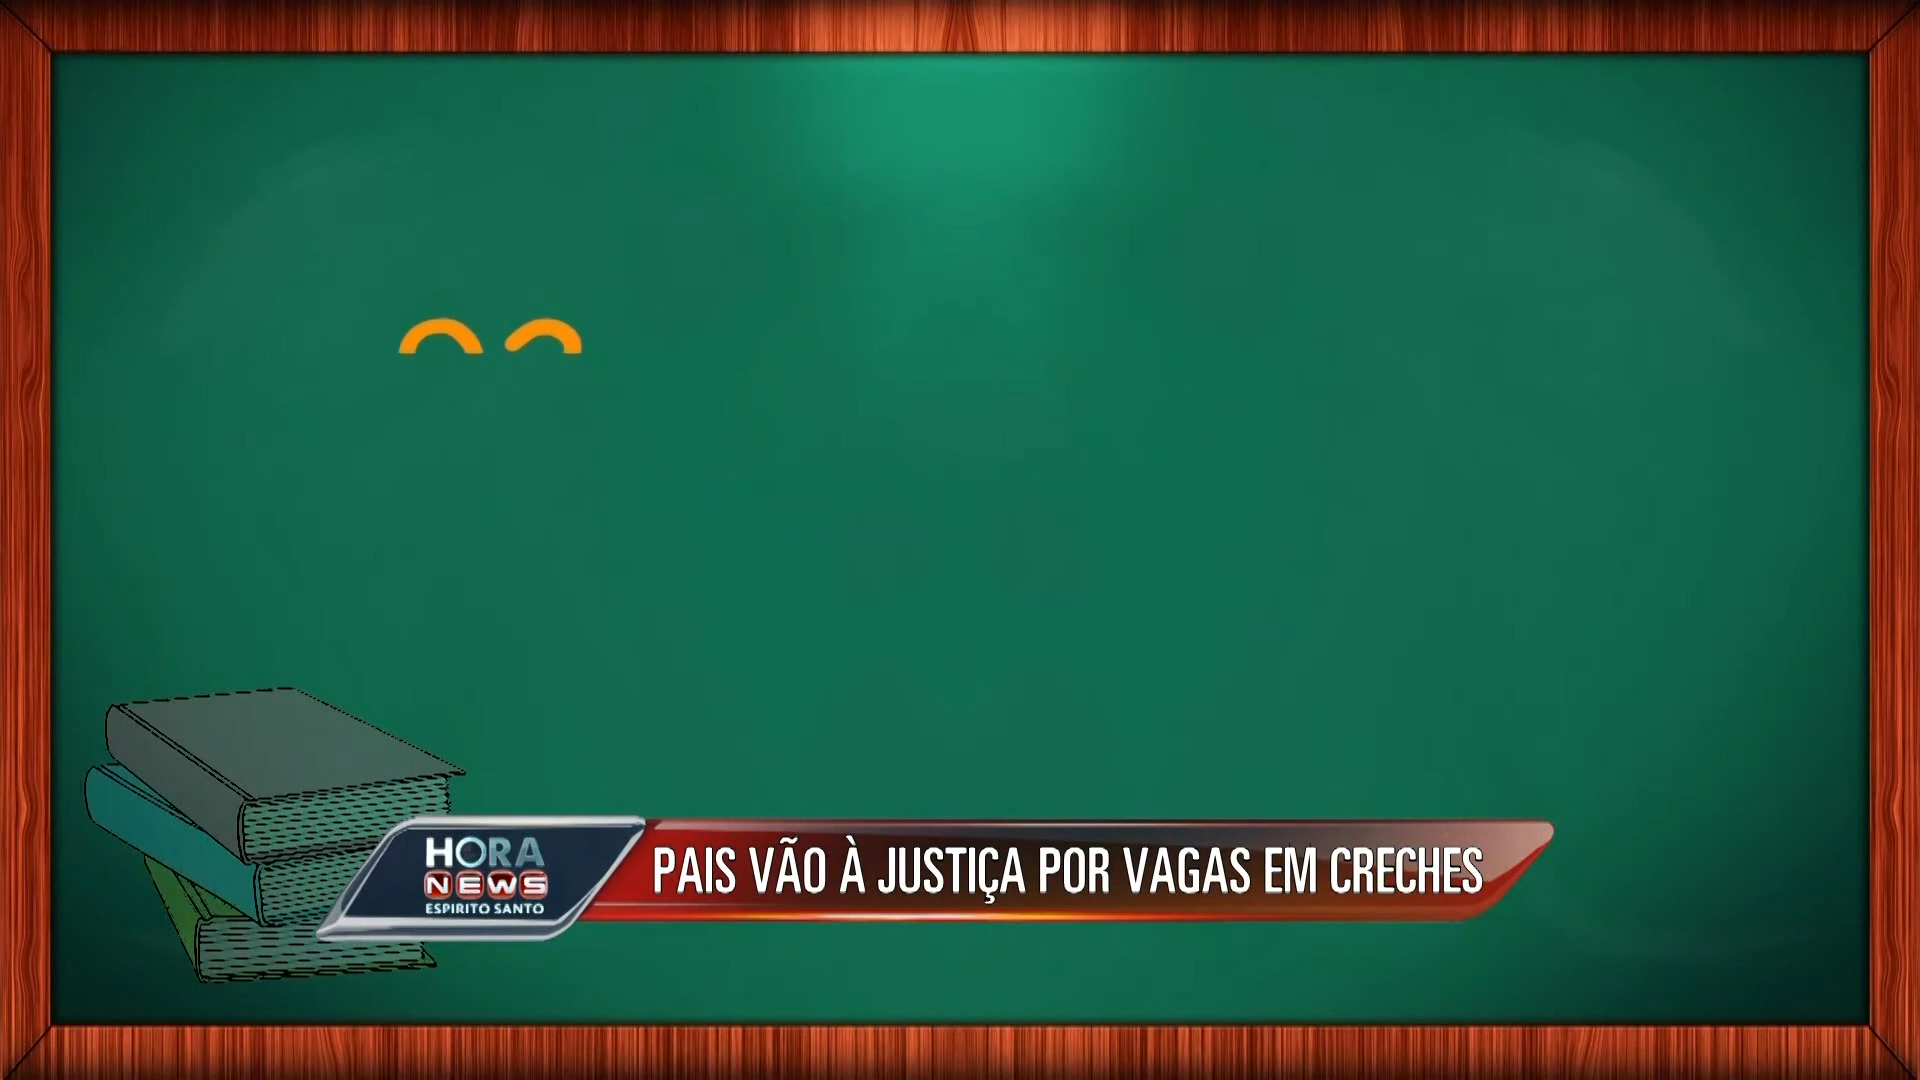 HORA
NEWS
ESPIRITO SANTO
PAIS VÃO À JUSTIÇA POR VAGAS EM CRECHES